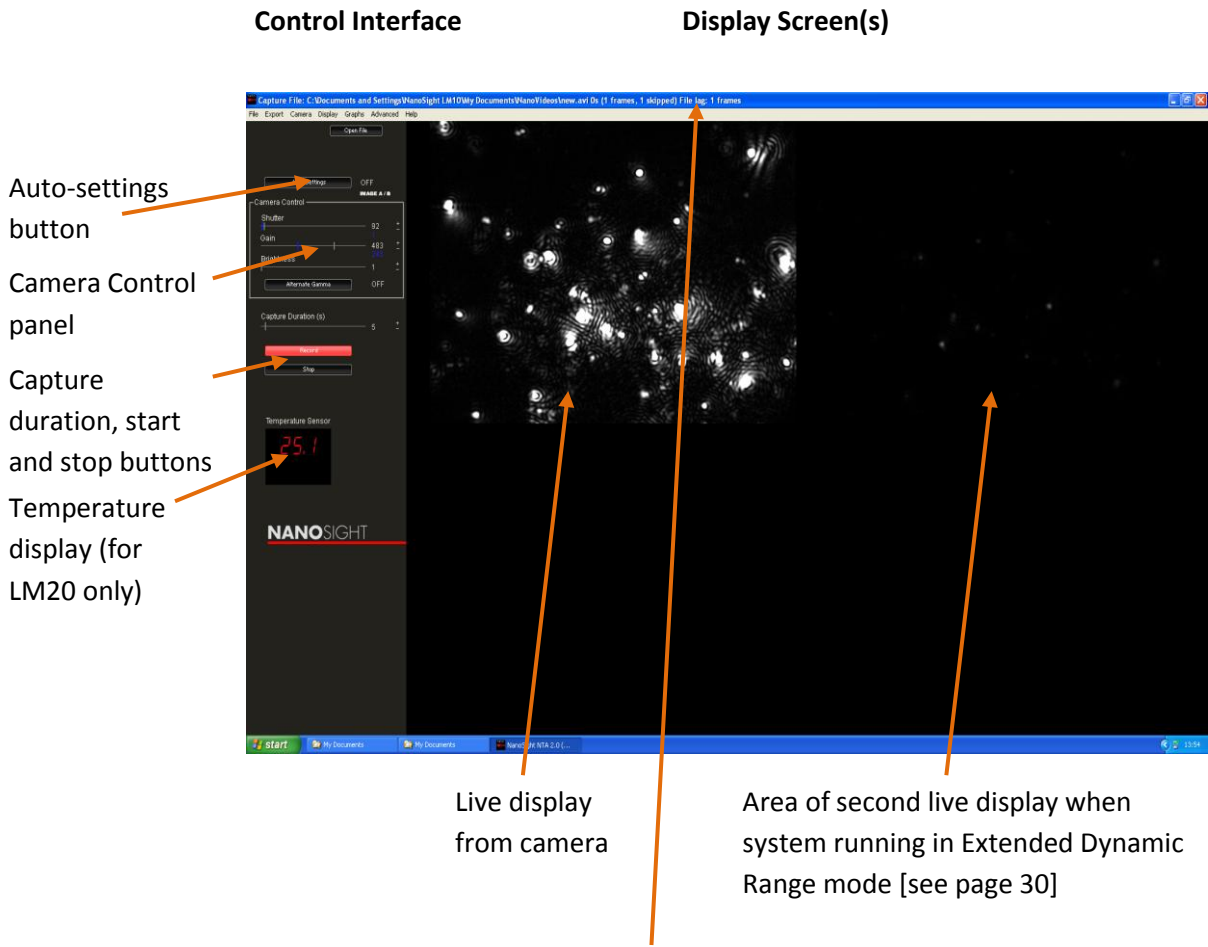 Control Interface
Display Screen(s)
Capture File: C:\Documents and Settings\NanoSight LM10\My Documents\NanoVideos\new.avi 0s (1 frames, 1 skipped) File lag: 1 frames
File Export Camera Display Graphs Advanced Help
Open File
OFF
IMAGE A / B
Camera Control
Shutter
92
Gain
483
Brightness
1
Alternate Gamma OFF
Capture Duration (s)
5
Record
Stop
Temperature Sensor
25.1
NANOSIGHT
Auto-settings
button
Camera Control
panel
Capture
duration, start
and stop buttons
Temperature
display (for
LM20 only)
start My Documents My Documents NanoSight NTA 2.0 (... 13:54
Live display
from camera
Area of second live display when
system running in Extended Dynamic
Range mode [see page 30]